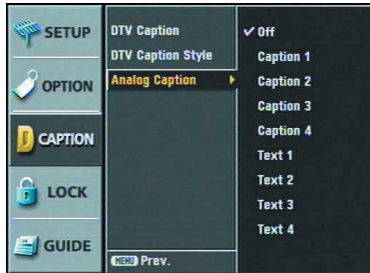 SETUP
OPTION
CAPTION
LOCK
GUIDE
DTV Caption
DTV Caption Style
Analog Caption
MENU Prev.
Off
Caption 1
Caption 2
Caption 3
Caption 4
Text 1
Text 2
Text 3
Text 4